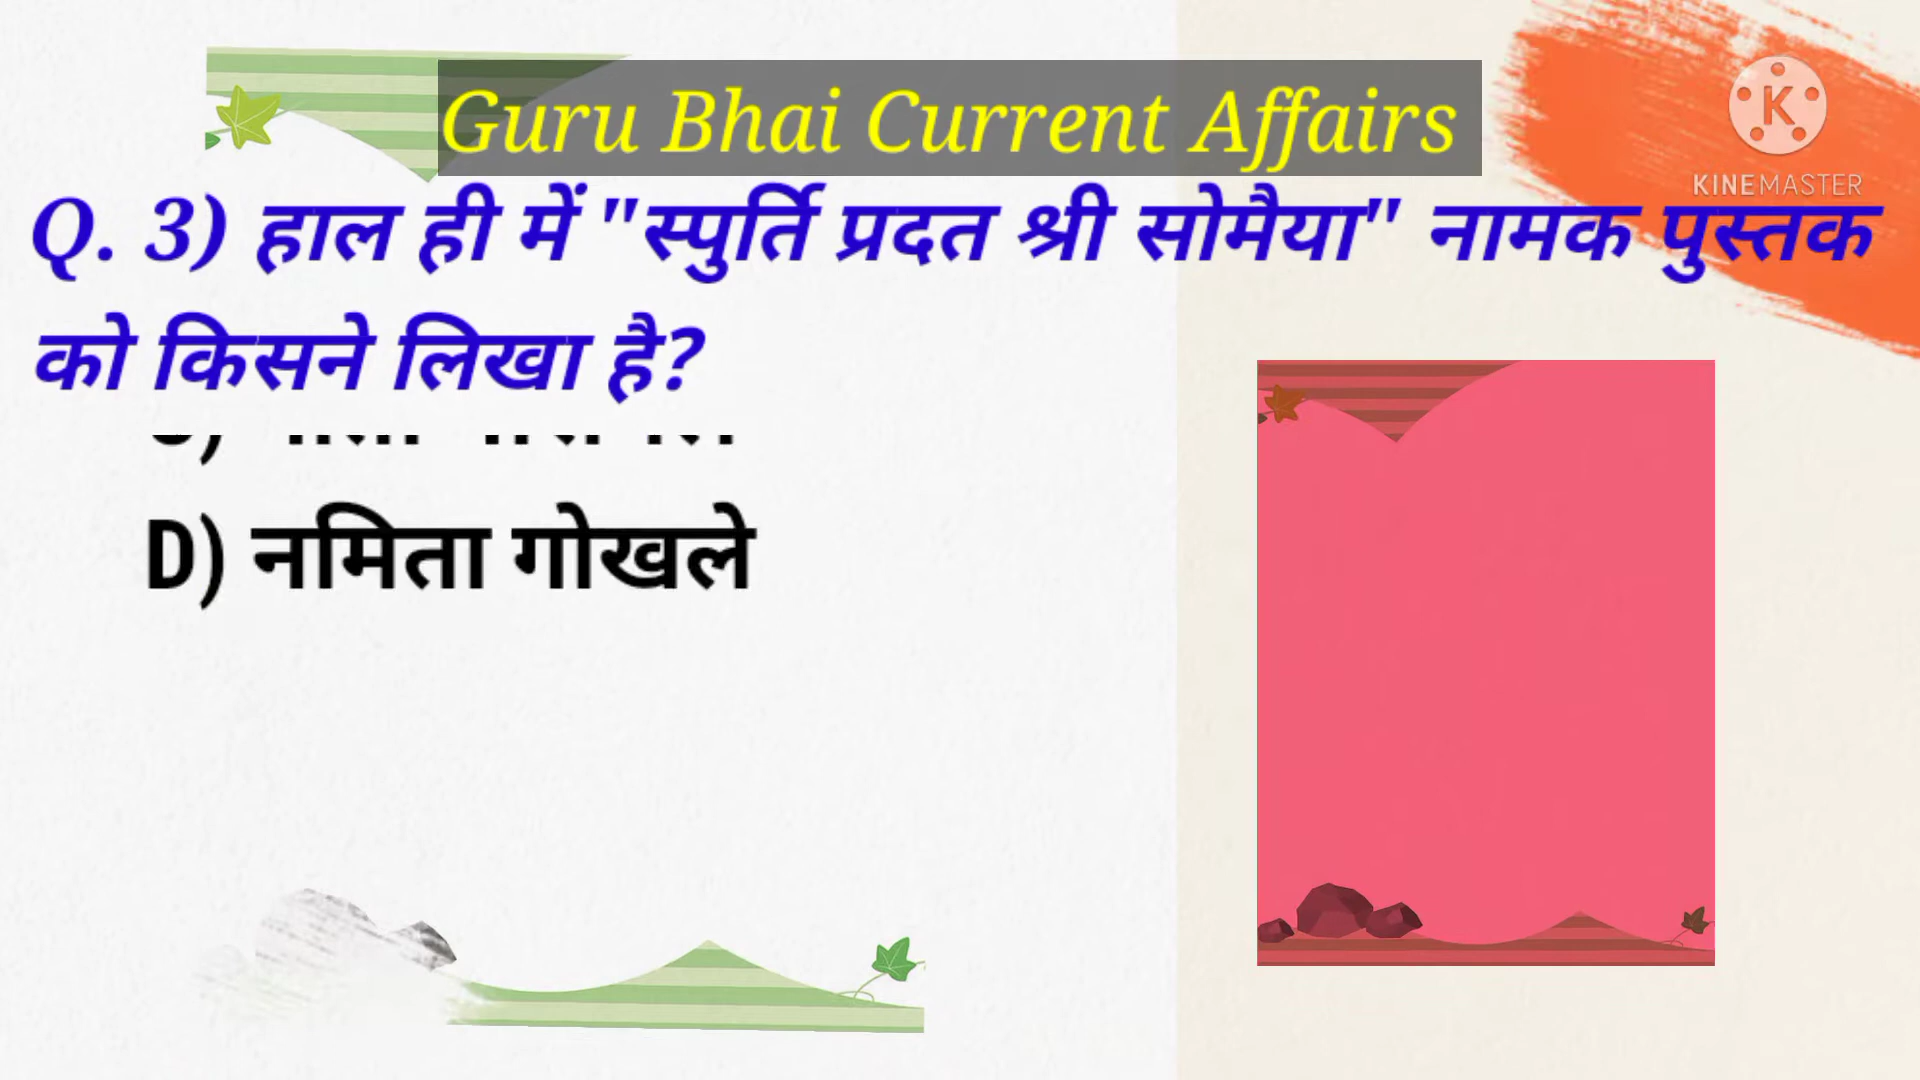 Guru Bhai Current Affairs
KINEMASTER
Q. 3) हाल ही में "स्पुर्ति प्रदत श्री सोमैया" नामक पुस्तक
को किसने लिखा है?
D) नमिता गोखले